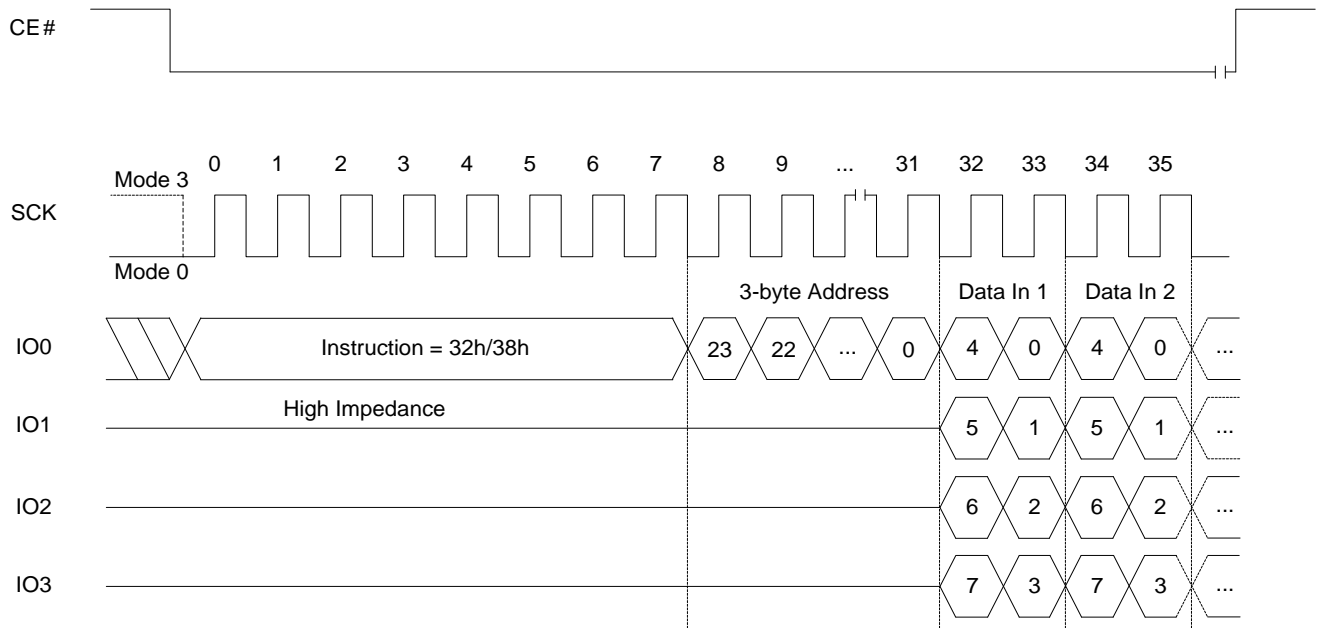 CE#
0 1 2 3 4 5 6 7 8 9 ... 31 32 33 34 35
Mode 3
SCK
Mode 0
3-byte Address Data In 1 Data In 2
IO0 Instruction = 32h/38h 23 22 ... 0 4 0 4 0 ...
High Impedance
IO1 5 1 5 1 ...
IO2 6 2 6 2 ...
IO3 7 3 7 3 ...